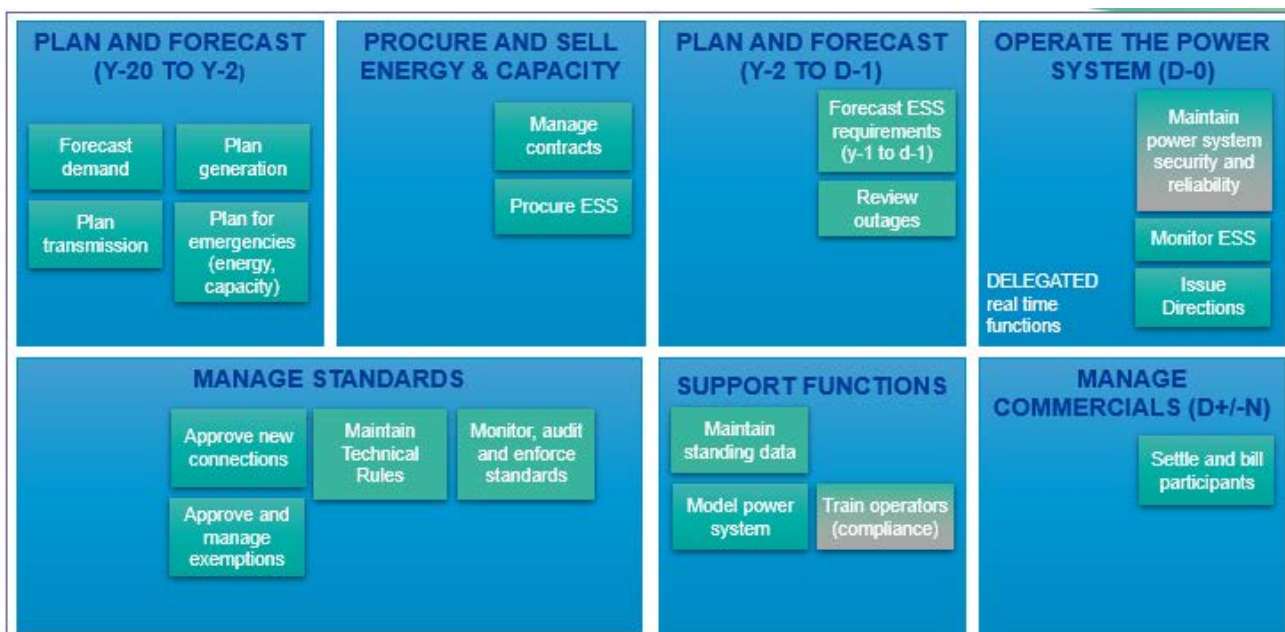 PLAN AND FORECAST
(Y-20 TO Y-2)
Forecast
demand
Plan
generation
Plan
transmission
Plan for
emergencies
(energy,
capacity)
PROCURE AND SELL
ENERGY & CAPACITY
Manage
contracts
Procure ESS
PLAN AND FORECAST
(Y-2 TO D-1)
Forecast ESS
requirements
(y-1 to d-1)
Review
outages
OPERATE THE POWER
SYSTEM (D-0)
Maintain
power system
security and
reliability
Monitor ESS
DELEGATED
real time
functions
Issue
Directions
MANAGE STANDARDS
Approve new
connections
Maintain
Technical
Rules
Monitor, audit
and enforce
standards
Approve and
manage
exemptions
SUPPORT FUNCTIONS
Maintain
standing data
Model power
system
Train operators
(compliance)
MANAGE
COMMERCIALS (D+/-N)
Settle and bill
participants